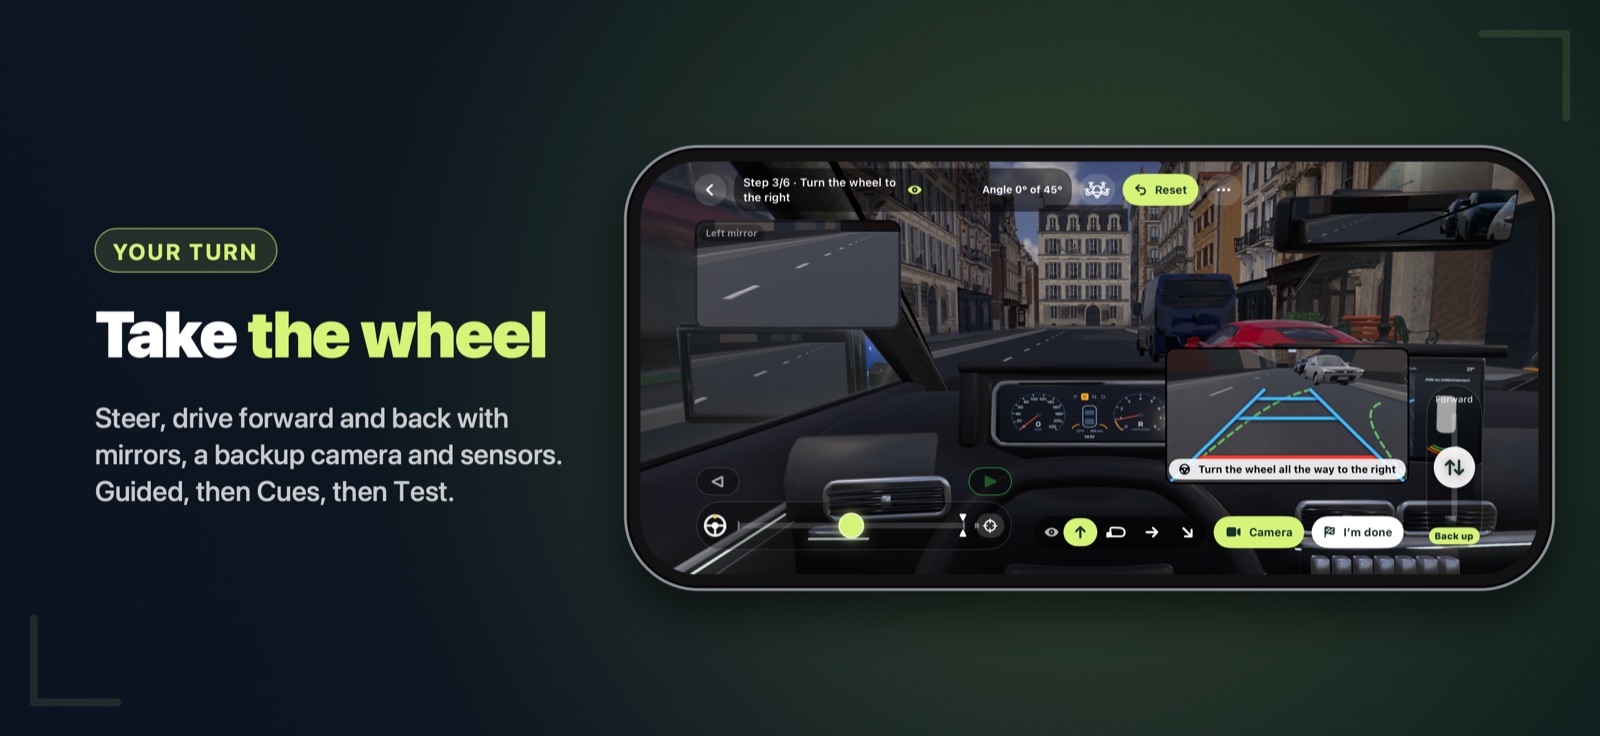 YOUR TURN
Take the wheel
Steer, drive forward and back with
mirrors, a backup camera and sensors.
Guided, then Cues, then Test.
Step 3/6 · Turn the wheel to
the right
Angle 0° of 45°
Reset
Left mirror
P R N D
21°
Forward
Turn the wheel all the way to the right
R
Camera
I'm done
Back up